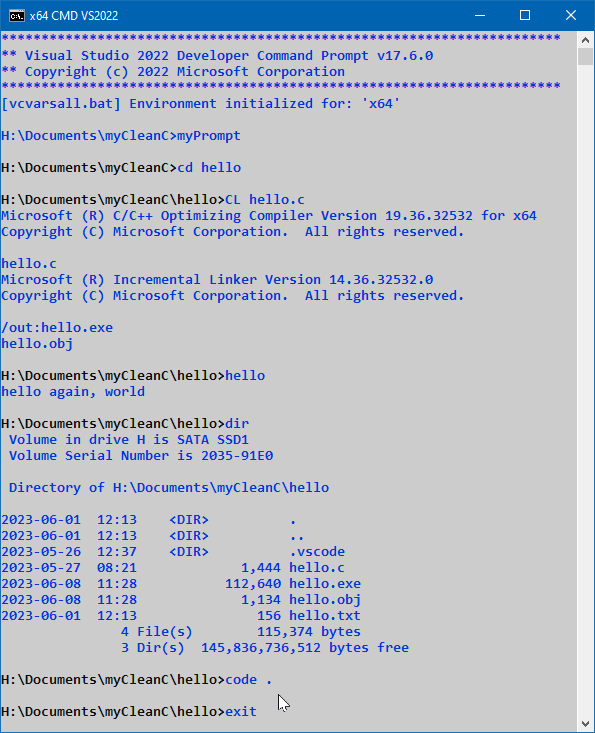 x64 CMD VS2022
**********************************************************************
** Visual Studio 2022 Developer Command Prompt v17.6.0
** Copyright (c) 2022 Microsoft Corporation
**********************************************************************
[vcvarsall.bat] Environment initialized for: 'x64'
H:\Documents\myCleanC>myPrompt
H:\Documents\myCleanC>cd hello
H:\Documents\myCleanC\hello>CL hello.c
Microsoft (R) C/C++ Optimizing Compiler Version 19.36.32532 for x64
Copyright (C) Microsoft Corporation.  All rights reserved.
hello.c
Microsoft (R) Incremental Linker Version 14.36.32532.0
Copyright (C) Microsoft Corporation.  All rights reserved.
/out:hello.exe
hello.obj
H:\Documents\myCleanC\hello>hello
hello again, world
H:\Documents\myCleanC\hello>dir
 Volume in drive H is SATA SSD1
 Volume Serial Number is 2035-91E0
 Directory of H:\Documents\myCleanC\hello
2023-06-01  12:13    <DIR>          .
2023-06-01  12:13    <DIR>          ..
2023-05-26  12:37    <DIR>          .vscode
2023-05-27  08:21             1,444 hello.c
2023-06-08  11:28           112,640 hello.exe
2023-06-08  11:28             1,134 hello.obj
2023-06-01  12:13               156 hello.txt
               4 File(s)        115,374 bytes
               3 Dir(s)  145,836,736,512 bytes free
H:\Documents\myCleanC\hello>code .
H:\Documents\myCleanC\hello>exit